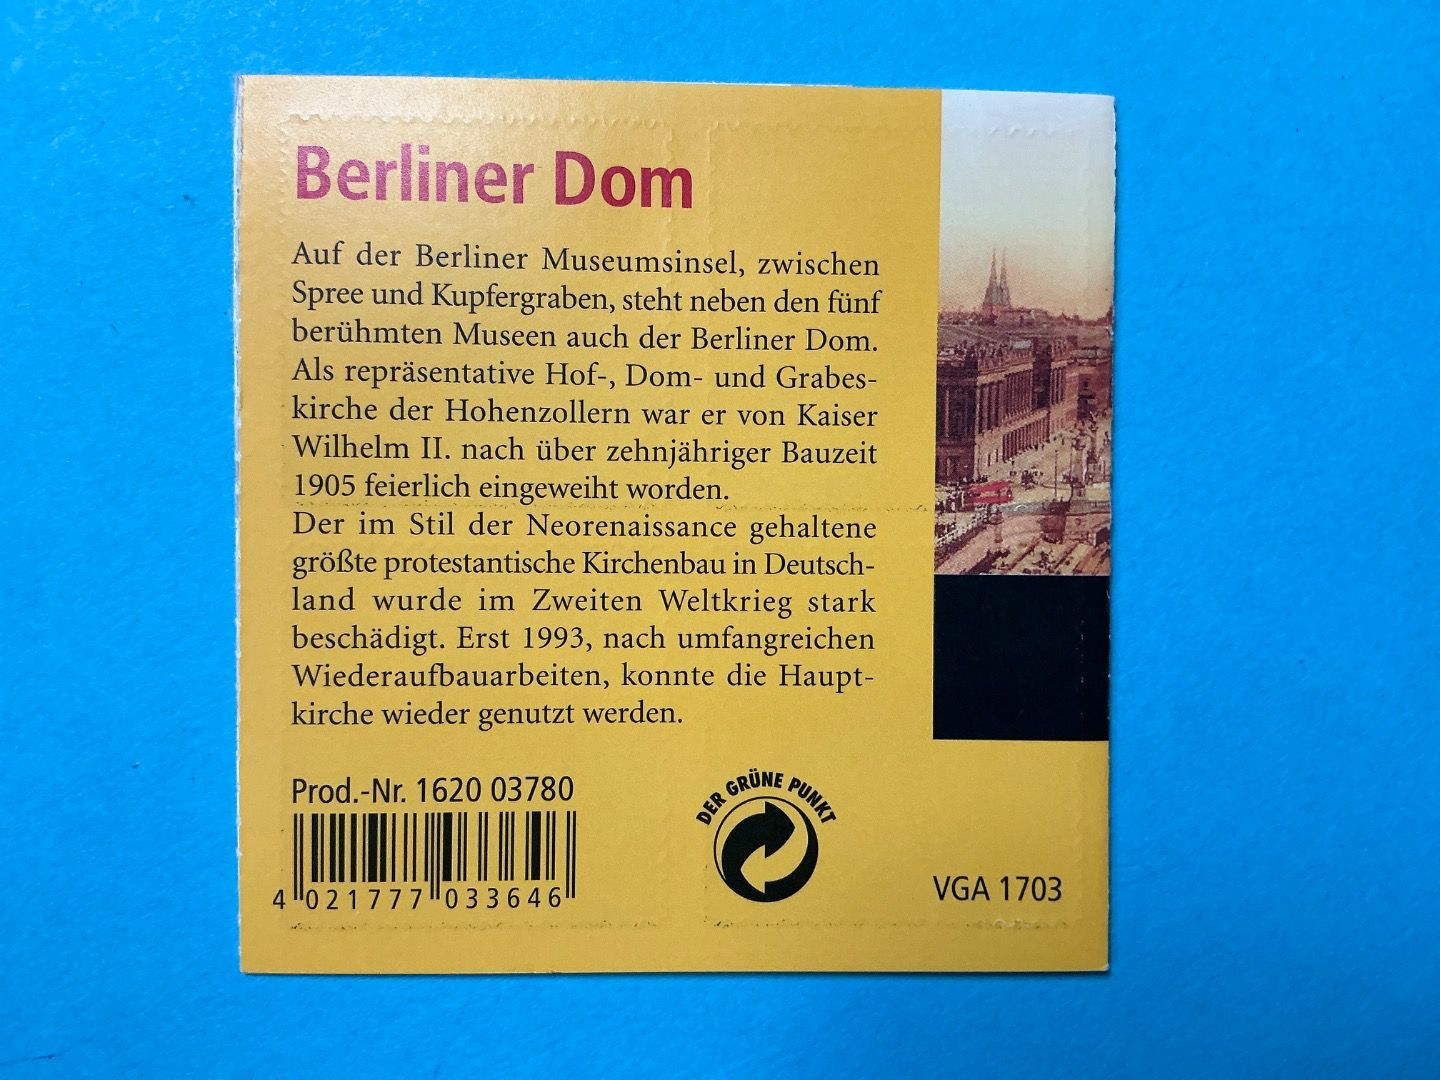 Berliner Dom
Auf der Berliner Museumsinsel, zwischen
Spree und Kupfergraben, steht neben den fünf
berühmten Museen auch der Berliner Dom.
Als repräsentative Hof-, Dom- und Grabes-
kirche der Hohenzollern war er von Kaiser
Wilhelm II. nach über zehnjähriger Bauzeit
1905 feierlich eingeweiht worden.
Der im Stil der Neorenaissance gehaltene
größte protestantische Kirchenbau in Deutsch-
land wurde im Zweiten Weltkrieg stark
beschädigt. Erst 1993, nach umfangreichen
Wiederaufbauarbeiten, konnte die Haupt-
kirche wieder genutzt werden.
Prod.-Nr. 1620 03780
4 021777 033646
DER GRÜNE PUNKT
VGA 1703